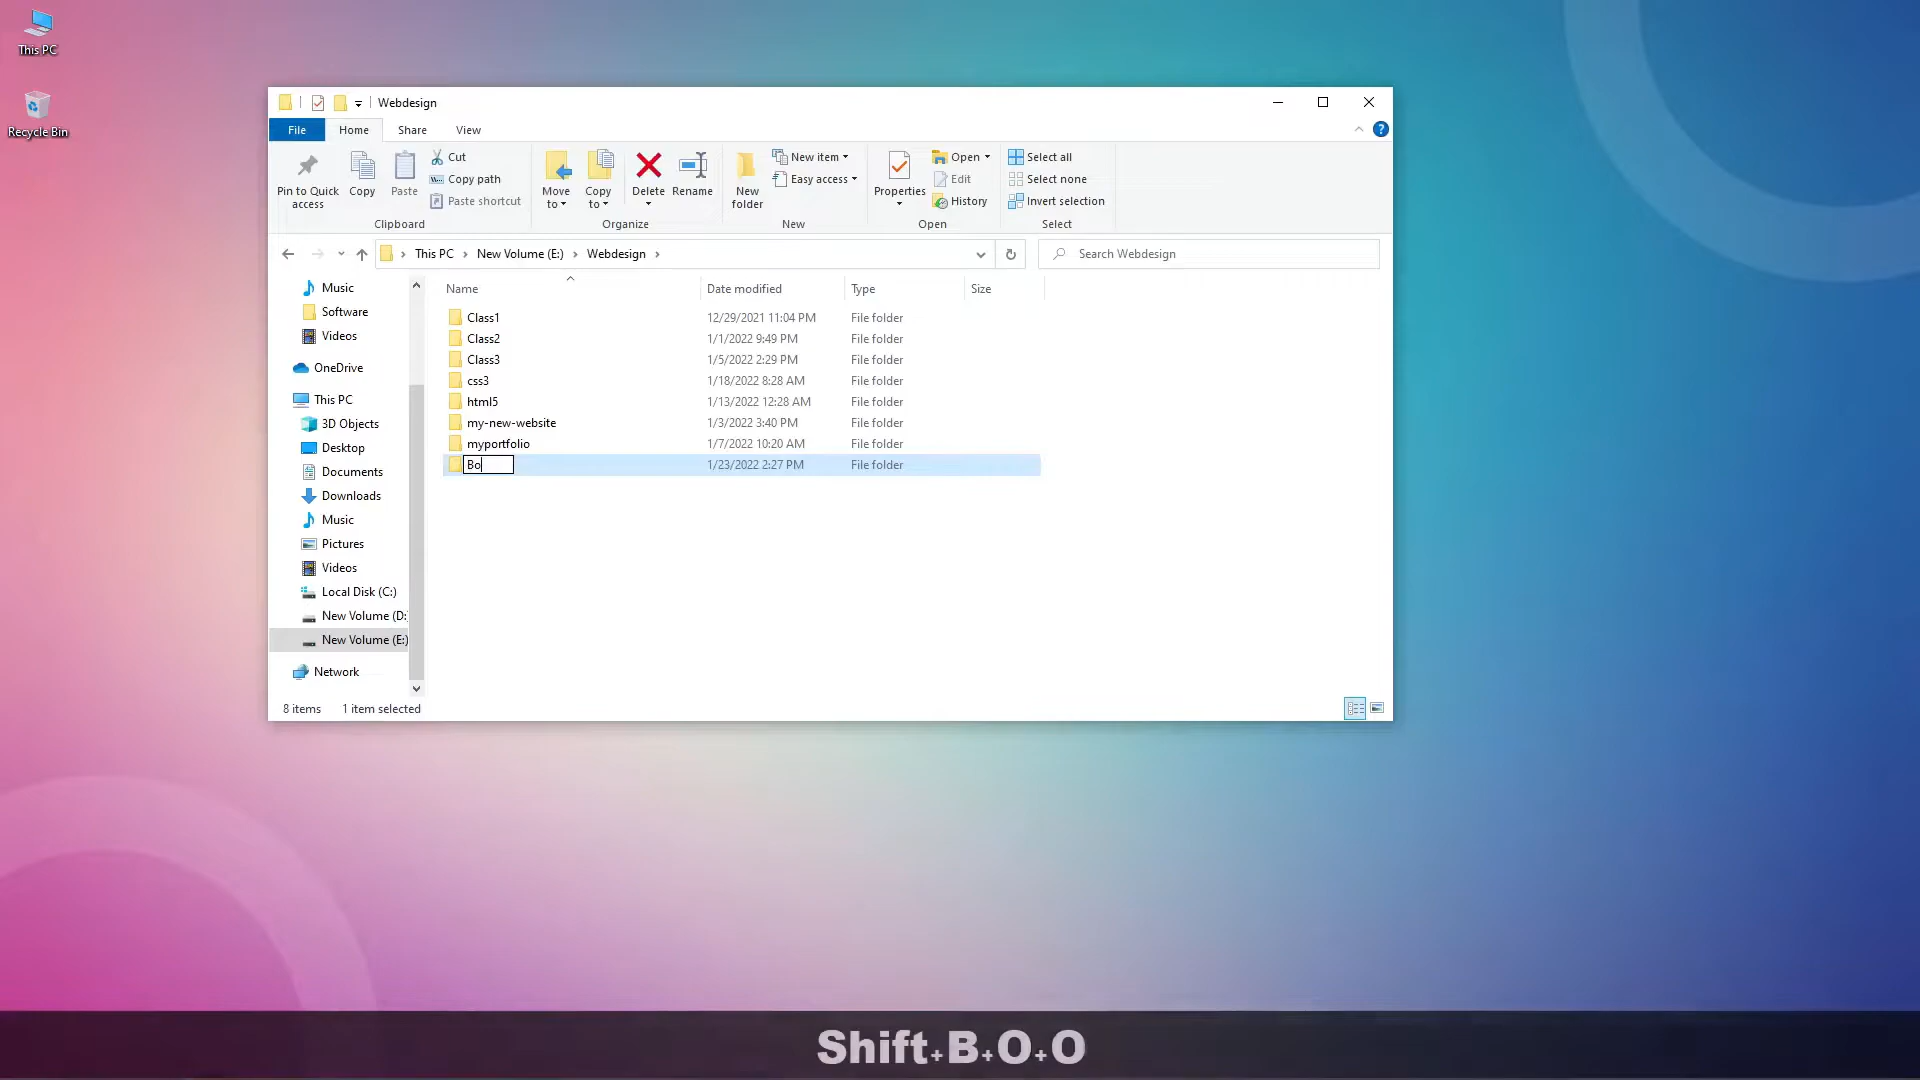 This PC
Recycle Bin
Webdesign
File Home Share View
Pin to Quick access
Copy
Paste
Cut
Copy path
Paste shortcut
Clipboard
Move to
Copy to
Delete
Rename
Organize
New folder
New item
Easy access
New
Properties
Open
Edit
History
Open
Select all
Select none
Invert selection
Select
This PC › New Volume (E:) › Webdesign ›
Search Webdesign
Music
Software
Videos
OneDrive
This PC
3D Objects
Desktop
Documents
Downloads
Music
Pictures
Videos
Local Disk (C:)
New Volume (D:
New Volume (E:)
Network
Name Date modified Type Size
Class1 12/29/2021 11:04 PM File folder
Class2 1/1/2022 9:49 PM File folder
Class3 1/5/2022 2:29 PM File folder
css3 1/18/2022 8:28 AM File folder
html5 1/13/2022 12:28 AM File folder
my-new-website 1/3/2022 3:40 PM File folder
myportfolio 1/7/2022 10:20 AM File folder
Bo 1/23/2022 2:27 PM File folder
8 items 1 item selected
Shift+B+O+O